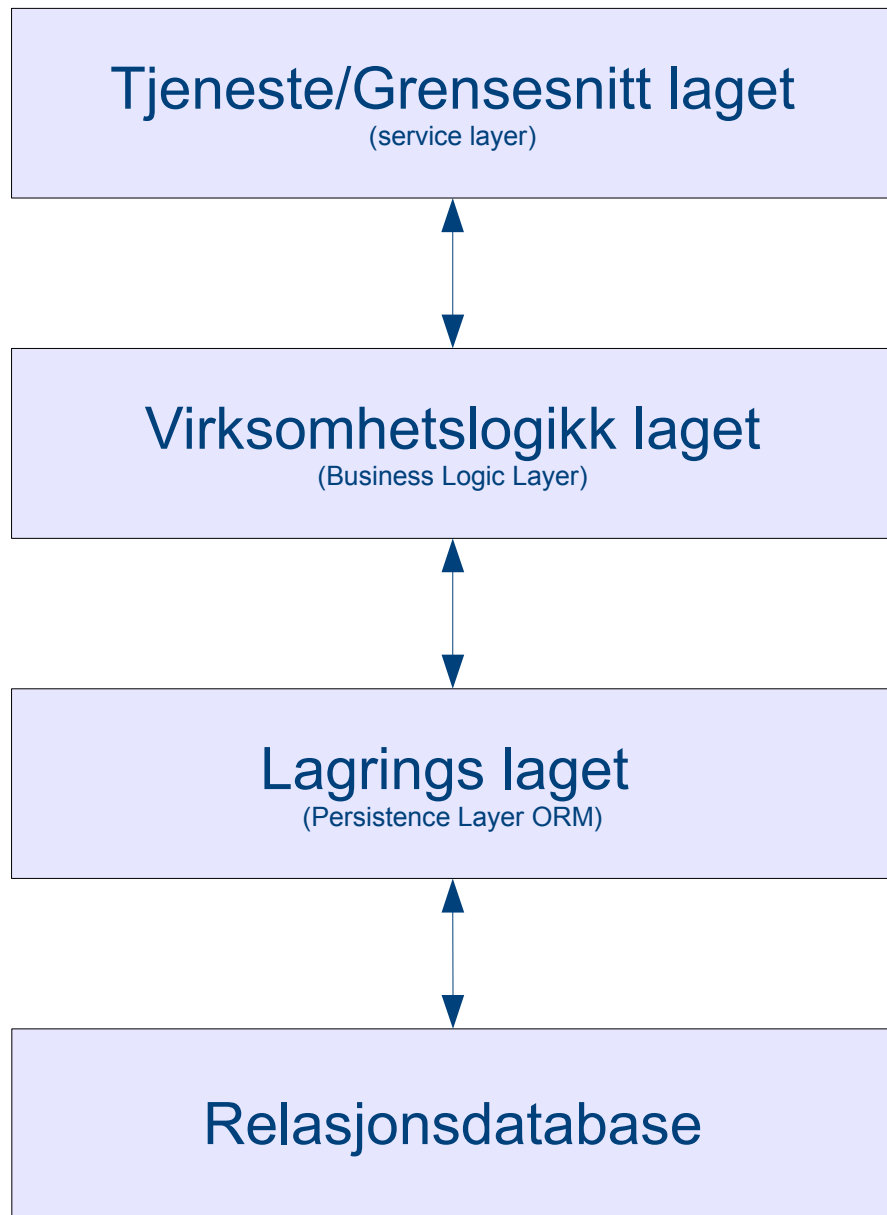 Tjeneste/Grensesnitt laget
(service layer)
Virksomhetslogikk laget
(Business Logic Layer)
Lagrings laget
(Persistence Layer ORM)
Relasjonsdatabase